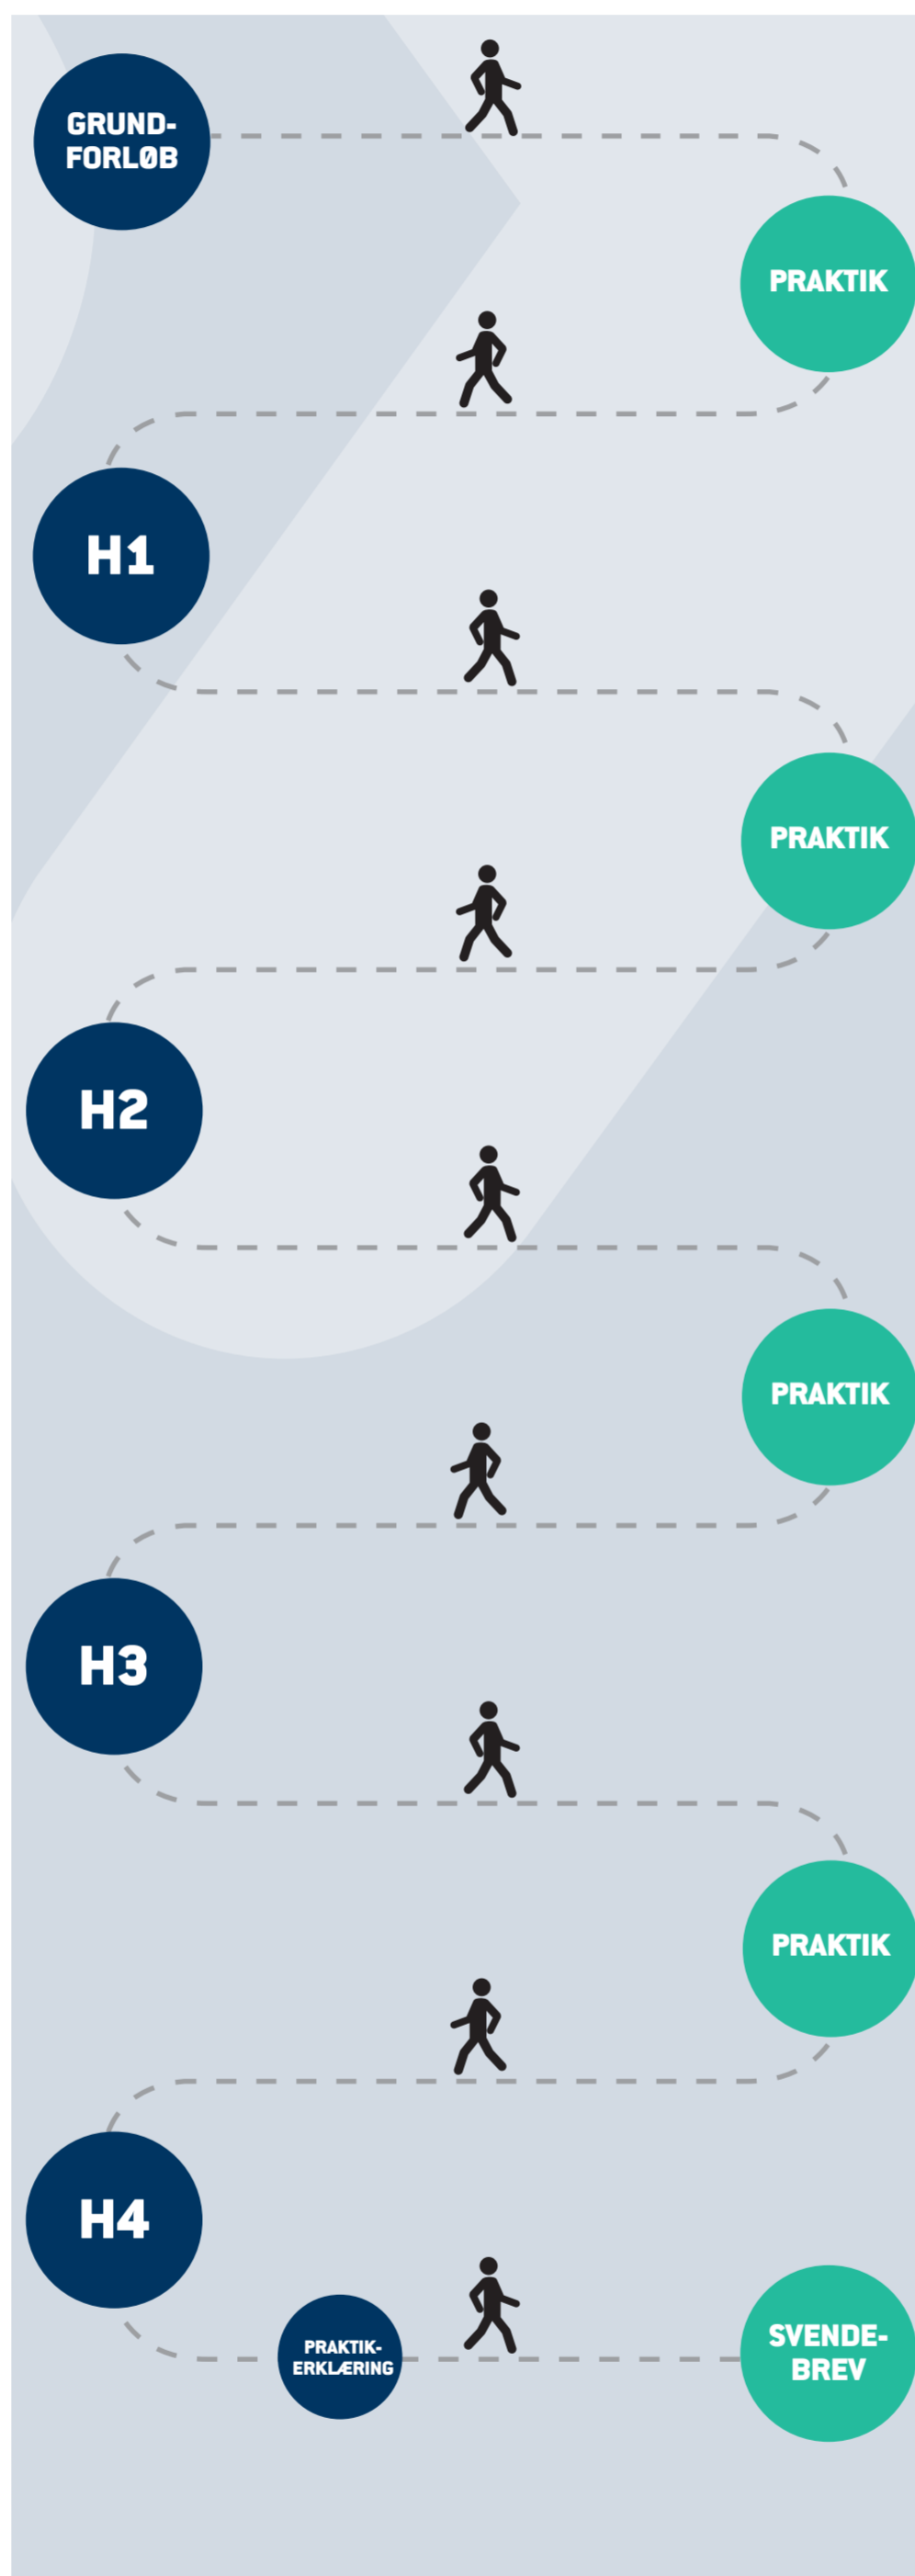 GRUND-
FORLØB
PRAKTIK
H1
PRAKTIK
H2
PRAKTIK
H3
PRAKTIK
H4
PRAKTIK-
ERKLÆRING
SVENDE-
BREV